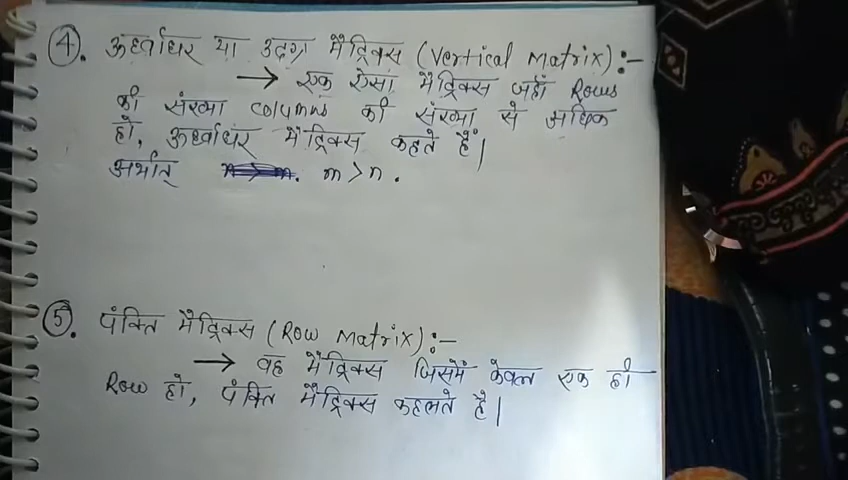 ④. ऊर्ध्वाधर या उदग्र मैट्रिक्स (Vertical Matrix):-
→ एक ऐसा मैट्रिक्स जहाँ Rows
की संख्या columns की संख्या से अधिक
हो, ऊर्ध्वाधर मैट्रिक्स कहते हैं|
अर्थात् m > n.
⑤. पंक्ति मैट्रिक्स (Row Matrix):-
→ वह मैट्रिक्स जिसमें केवल एक ही
Row हो, पंक्ति मैट्रिक्स कहलते है|